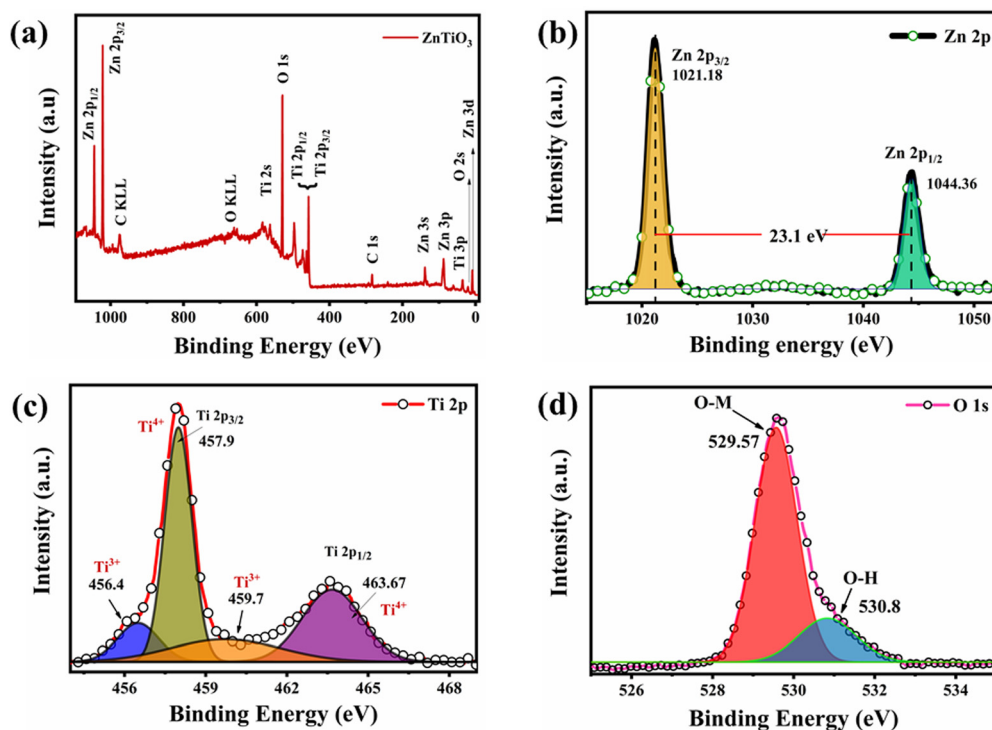 (a)
ZnTiO₃
Zn 2p₁/₂
Zn 2p₃/₂
C KLL
O KLL
Ti 2s
O 1s
Ti 2p₁/₂
Ti 2p₃/₂
C 1s
Zn 3s
Zn 3p
Ti 3p
O 2s
Zn 3d
Intensity (a.u)
1000 800 600 400 200 0
Binding Energy (eV)
(b)
Zn 2p
Zn 2p₃/₂
1021.18
Zn 2p₁/₂
1044.36
23.1 eV
Intensity (a.u.)
1020 1030 1040 1050
Binding energy (eV)
(c)
Ti 2p
Ti⁴⁺
Ti 2p₃/₂
457.9
Ti³⁺
456.4
Ti³⁺
459.7
Ti 2p₁/₂
463.67
Ti⁴⁺
Intensity (a.u.)
456 459 462 465 468
Binding Energy (eV)
(d)
O 1s
O-M
529.57
O-H
530.8
Intensity (a.u.)
526 528 530 532 534
Binding Energy (eV)